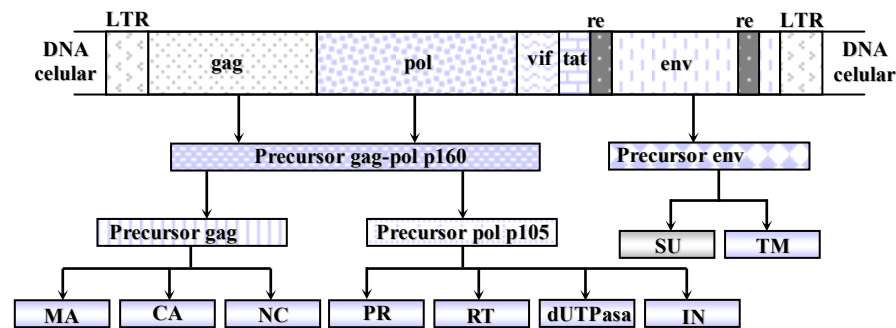 LTR re re LTR
DNA celular gag pol vif tat env DNA celular
Precursor gag-pol p160 Precursor env
Precursor gag Precursor pol p105 SU TM
MA CA NC PR RT dUTPasa IN